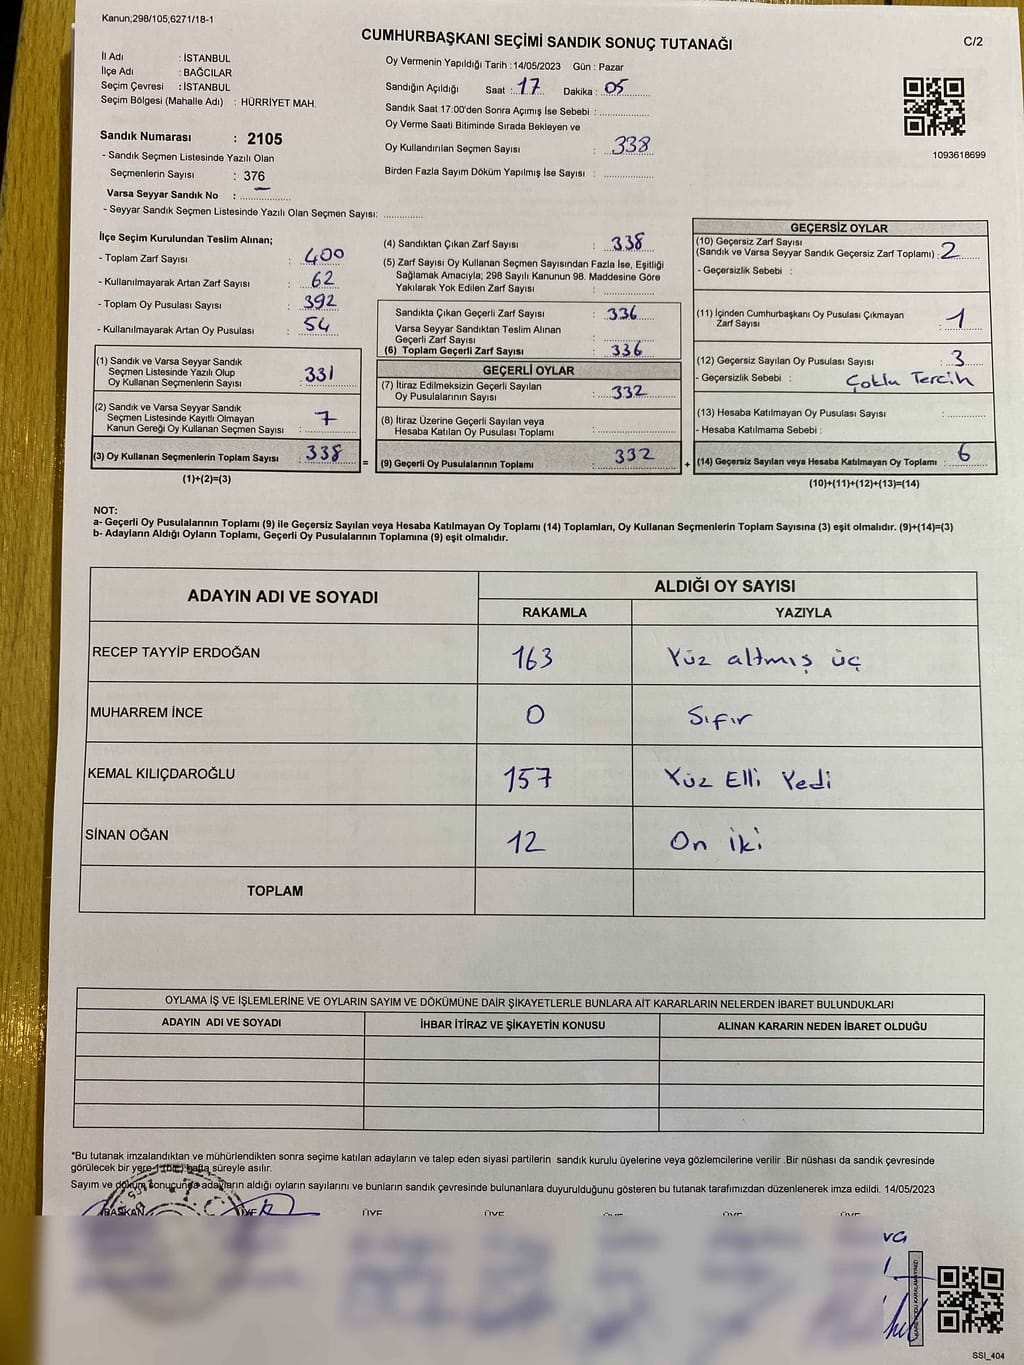 Kanun;298/105;6271/18-1
CUMHURBAŞKANI SEÇİMİ SANDIK SONUÇ TUTANAĞI
C/2
İl Adı : İSTANBUL
İlçe Adı : BAĞCILAR
Seçim Çevresi : İSTANBUL
Seçim Bölgesi (Mahalle Adı) : HÜRRİYET MAH.
Sandık Numarası : 2105
- Sandık Seçmen Listesinde Yazılı Olan
Seçmenlerin Sayısı : 376
Varsa Seyyar Sandık No : –
- Seyyar Sandık Seçmen Listesinde Yazılı Olan Seçmen Sayısı: ............
Oy Vermenin Yapıldığı Tarih : 14/05/2023 Gün : Pazar
Sandığın Açıldığı Saat : 17 Dakika : 05
Sandık Saat 17:00'den Sonra Açımış İse Sebebi : ............
Oy Verme Saati Bitiminde Sırada Bekleyen ve
Oy Kullandırılan Seçmen Sayısı : 338
Birden Fazla Sayım Döküm Yapılmış İse Sayısı : ............
1093618699
İlçe Seçim Kurulundan Teslim Alınan;
- Toplam Zarf Sayısı : 400
- Kullanılmayarak Artan Zarf Sayısı : 62
- Toplam Oy Pusulası Sayısı : 392
- Kullanılmayarak Artan Oy Pusulası : 54
(1) Sandık ve Varsa Seyyar Sandık
Seçmen Listesinde Yazılı Olup
Oy Kullanan Seçmenlerin Sayısı : 331
(2) Sandık ve Varsa Seyyar Sandık
Seçmen Listesinde Kayıtlı Olmayan
Kanun Gereği Oy Kullanan Seçmen Sayısı : 7
(3) Oy Kullanan Seçmenlerin Toplam Sayısı : 338
(1)+(2)=(3)
=
(4) Sandıktan Çıkan Zarf Sayısı : 338
(5) Zarf Sayısı Oy Kullanan Seçmen Sayısından Fazla İse, Eşitliği
Sağlamak Amacıyla; 298 Sayılı Kanunun 98. Maddesine Göre
Yakılarak Yok Edilen Zarf Sayısı : ............
Sandıkta Çıkan Geçerli Zarf Sayısı : 336
Varsa Seyyar Sandıktan Teslim Alınan
Geçerli Zarf Sayısı : ............
(6) Toplam Geçerli Zarf Sayısı : 336
GEÇERLİ OYLAR
(7) İtiraz Edilmeksizin Geçerli Sayılan
Oy Pusulalarının Sayısı : 332
(8) İtiraz Üzerine Geçerli Sayılan veya
Hesaba Katılan Oy Pusulası Toplamı : ............
(9) Geçerli Oy Pusulalarının Toplamı : 332
+
GEÇERSİZ OYLAR
(10) Geçersiz Zarf Sayısı
(Sandık ve Varsa Seyyar Sandık Geçersiz Zarf Toplamı) : 2
- Geçersizlik Sebebi :
(11) İçinden Cumhurbaşkanı Oy Pusulası Çıkmayan
Zarf Sayısı : 1
(12) Geçersiz Sayılan Oy Pusulası Sayısı : 3
- Geçersizlik Sebebi : Çoklu Tercih
(13) Hesaba Katılmayan Oy Pusulası Sayısı : ............
- Hesaba Katılmama Sebebi :
(14) Geçersiz Sayılan veya Hesaba Katılmayan Oy Toplamı : 6
(10)+(11)+(12)+(13)=(14)
NOT:
a- Geçerli Oy Pusulalarının Toplamı (9) ile Geçersiz Sayılan veya Hesaba Katılmayan Oy Toplamı (14) Toplamları, Oy Kullanan Seçmenlerin Toplam Sayısına (3) eşit olmalıdır. (9)+(14)=(3)
b- Adayların Aldığı Oyların Toplamı, Geçerli Oy Pusulalarının Toplamına (9) eşit olmalıdır.
ADAYIN ADI VE SOYADI
ALDIĞI OY SAYISI
RAKAMLA YAZIYLA
RECEP TAYYİP ERDOĞAN 163 Yüz altmış üç
MUHARREM İNCE 0 Sıfır
KEMAL KILIÇDAROĞLU 157 Yüz Elli Yedi
SİNAN OĞAN 12 On iki
TOPLAM
OYLAMA İŞ VE İŞLEMLERİNE VE OYLARIN SAYIM VE DÖKÜMÜNE DAİR ŞİKAYETLERLE BUNLARA AİT KARARLARIN NELERDEN İBARET BULUNDUKLARI
ADAYIN ADI VE SOYADI İHBAR İTİRAZ VE ŞİKAYETİN KONUSU ALINAN KARARIN NEDEN İBARET OLDUĞU
*Bu tutanak imzalandıktan ve mühürlendikten sonra seçime katılan adayların ve talep eden siyasi partilerin sandık kurulu üyelerine veya gözlemcilerine verilir .Bir nüshası da sandık çevresinde
görülecek bir yere 1 (bir) hafta süreyle asılır.
Sayım ve döküm sonucunda adayların aldığı oyların sayılarını ve bunların sandık çevresinde bulunanlara duyurulduğunu gösteren bu tutanak tarafımızdan düzenlenerek imza edildi. 14/05/2023
BAŞKAN ÜYE ÜYE ÜYE ÜYE ÜYE ÜYE
SSI_404